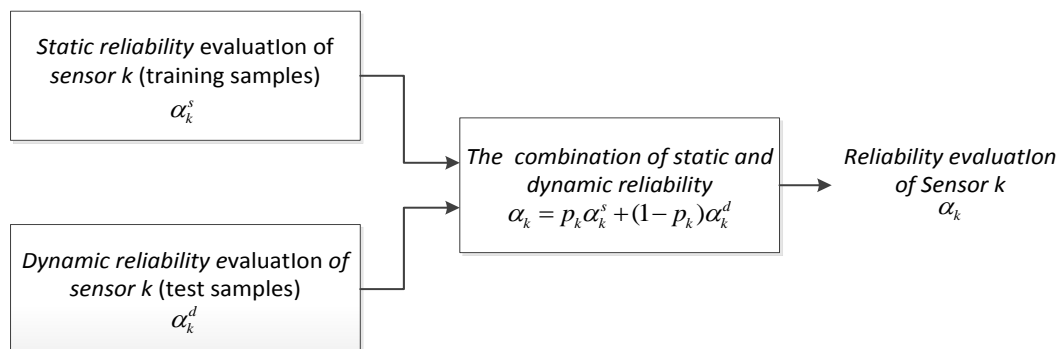 Static reliability evaluatIon of
sensor k (training samples)
α_k^s
Dynamic reliability evaluatIon of
sensor k (test samples)
α_k^d
The combination of static and
dynamic reliability
α_k = p_k α_k^s + (1 − p_k) α_k^d
Reliability evaluatIon
of Sensor k
α_k